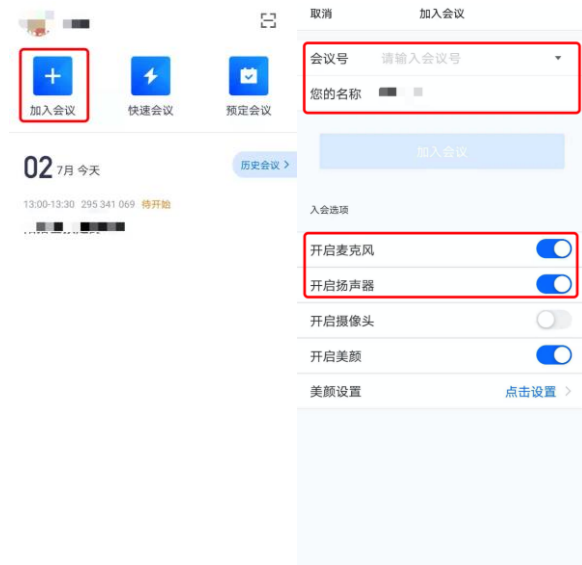 加入会议
快速会议
预定会议
02 7月 今天
历史会议
13:00-13:30 295 341 069 待开始
取消
加入会议
会议号 请输入会议号
您的名称
加入会议
入会选项
开启麦克风
开启扬声器
开启摄像头
开启美颜
美颜设置 点击设置